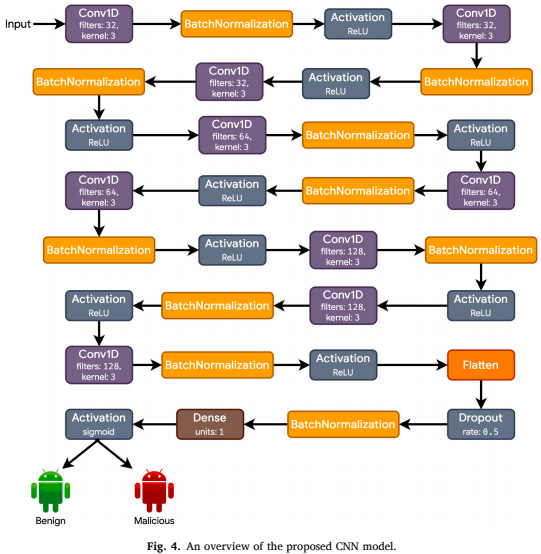 Input
Conv1D
filters: 32,
kernel: 3
BatchNormalization
Activation
ReLU
Conv1D
filters: 32,
kernel: 3
BatchNormalization
Activation
ReLU
Conv1D
filters: 32,
kernel: 3
BatchNormalization
Activation
ReLU
Conv1D
filters: 64,
kernel: 3
BatchNormalization
Activation
ReLU
Conv1D
filters: 64,
kernel: 3
BatchNormalization
Activation
ReLU
Conv1D
filters: 64,
kernel: 3
BatchNormalization
Activation
ReLU
Conv1D
filters: 128,
kernel: 3
BatchNormalization
Activation
ReLU
Conv1D
filters: 128,
kernel: 3
BatchNormalization
Activation
ReLU
Conv1D
filters: 128,
kernel: 3
BatchNormalization
Activation
ReLU
Flatten
Dropout
rate: 0.5
BatchNormalization
Dense
units: 1
Activation
sigmoid
Benign
Malicious
Fig. 4. An overview of the proposed CNN model.